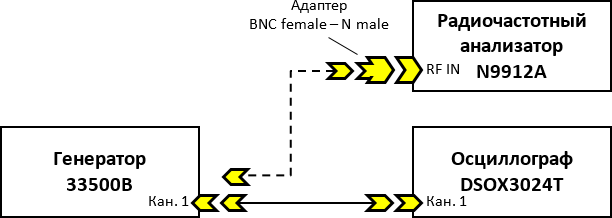 Адаптер
BNC female – N male
Радиочастотный
анализатор
N9912A
RF IN
Генератор
33500B
Кан. 1
Осциллограф
DSOX3024T
Кан. 1